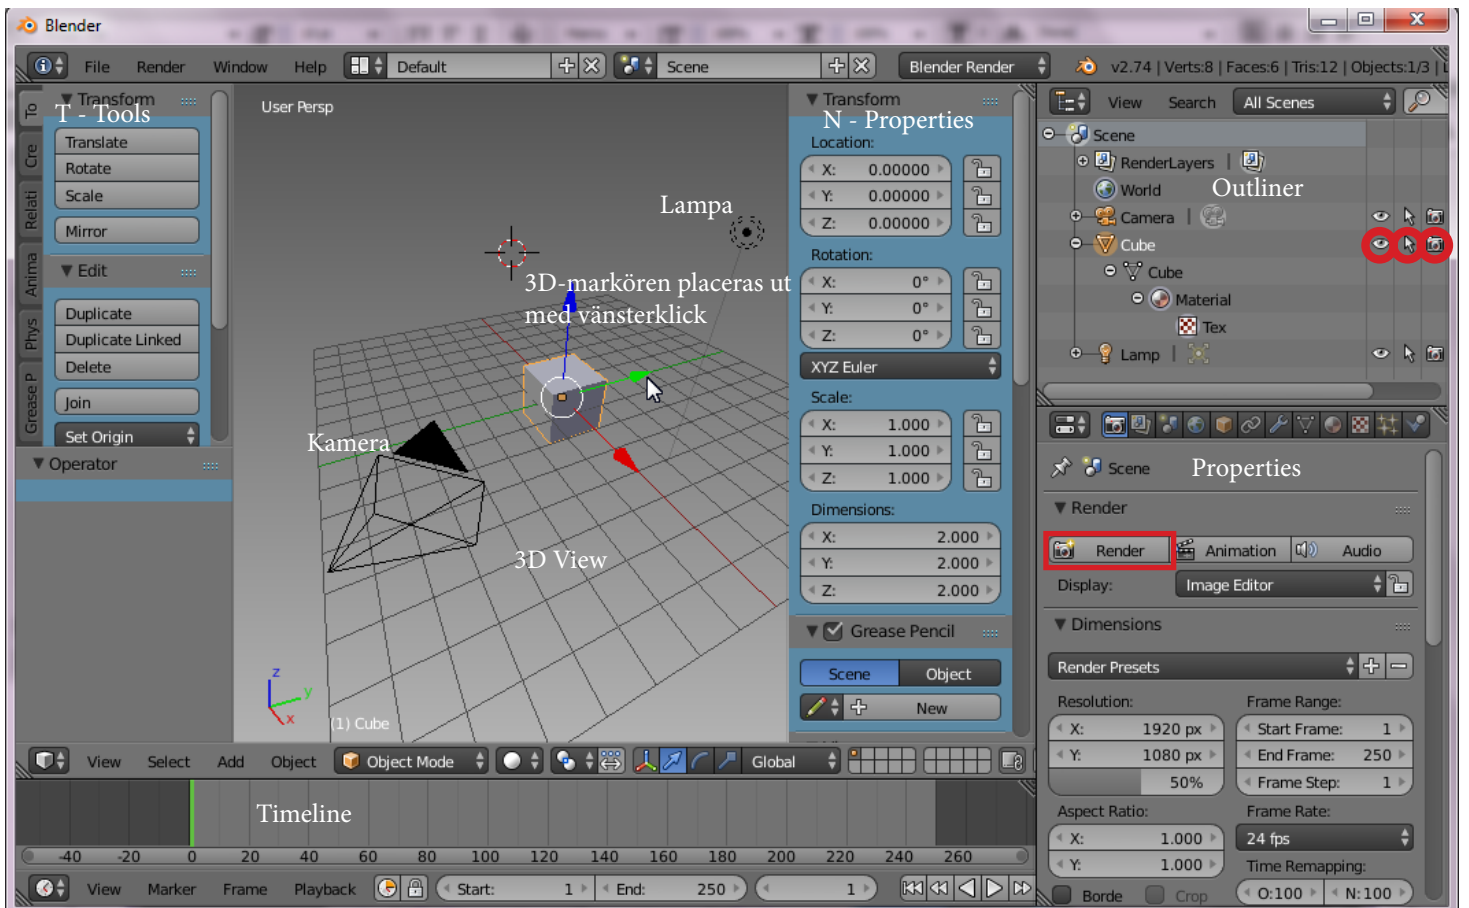 Blender
File Render Window Help Default Scene Blender Render v2.74 | Verts:8 | Faces:6 | Tris:12 | Objects:1/3 |
Transform
T - Tools
Translate
Rotate
Scale
Mirror
Edit
Duplicate
Duplicate Linked
Delete
Join
Set Origin
Operator
To
Cre
Relati
Anima
Phys
Grease P
User Persp
Lampa
3D-markören placeras ut
med vänsterklick
Kamera
3D View
z
y
x
(1) Cube
Transform
N - Properties
Location:
X: 0.00000
Y: 0.00000
Z: 0.00000
Rotation:
X: 0°
Y: 0°
Z: 0°
XYZ Euler
Scale:
X: 1.000
Y: 1.000
Z: 1.000
Dimensions:
X: 2.000
Y: 2.000
Z: 2.000
Grease Pencil
Scene Object
New
View Select Add Object Object Mode Global
Timeline
-40 -20 0 20 40 60 80 100 120 140 160 180 200 220 240 260
View Marker Frame Playback Start: 1 End: 250 1
View Search All Scenes
Scene
RenderLayers |
World
Outliner
Camera |
Cube
Cube
Material
Tex
Lamp |
Scene
Properties
Render
Render Animation Audio
Display: Image Editor
Dimensions
Render Presets
Resolution: Frame Range:
X: 1920 px Start Frame: 1
Y: 1080 px End Frame: 250
50% Frame Step: 1
Aspect Ratio: Frame Rate:
X: 1.000 24 fps
Y: 1.000 Time Remapping:
Borde Crop O:100 N:100